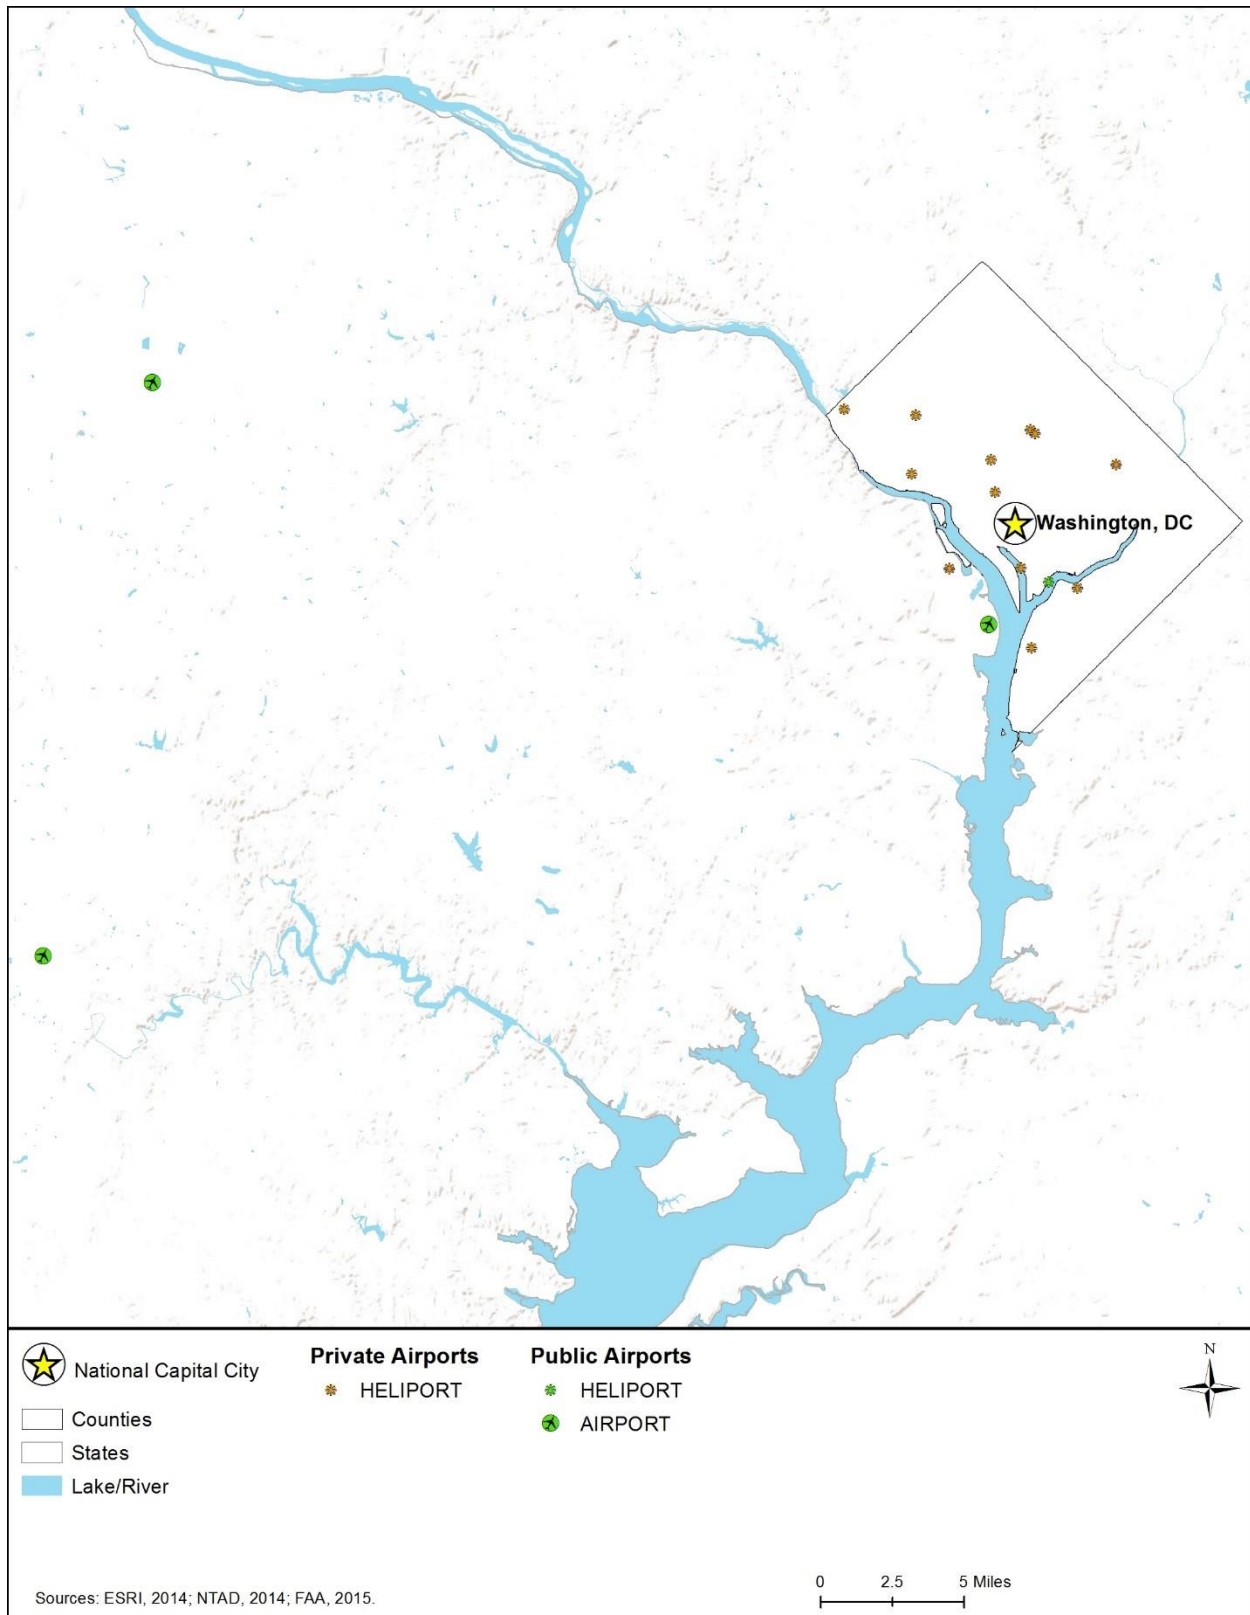 Washington, DC
National Capital City
Counties
States
Lake/River
Private Airports
HELIPORT
Public Airports
HELIPORT
AIRPORT
N
Sources: ESRI, 2014; NTAD, 2014; FAA, 2015.
0 2.5 5 Miles